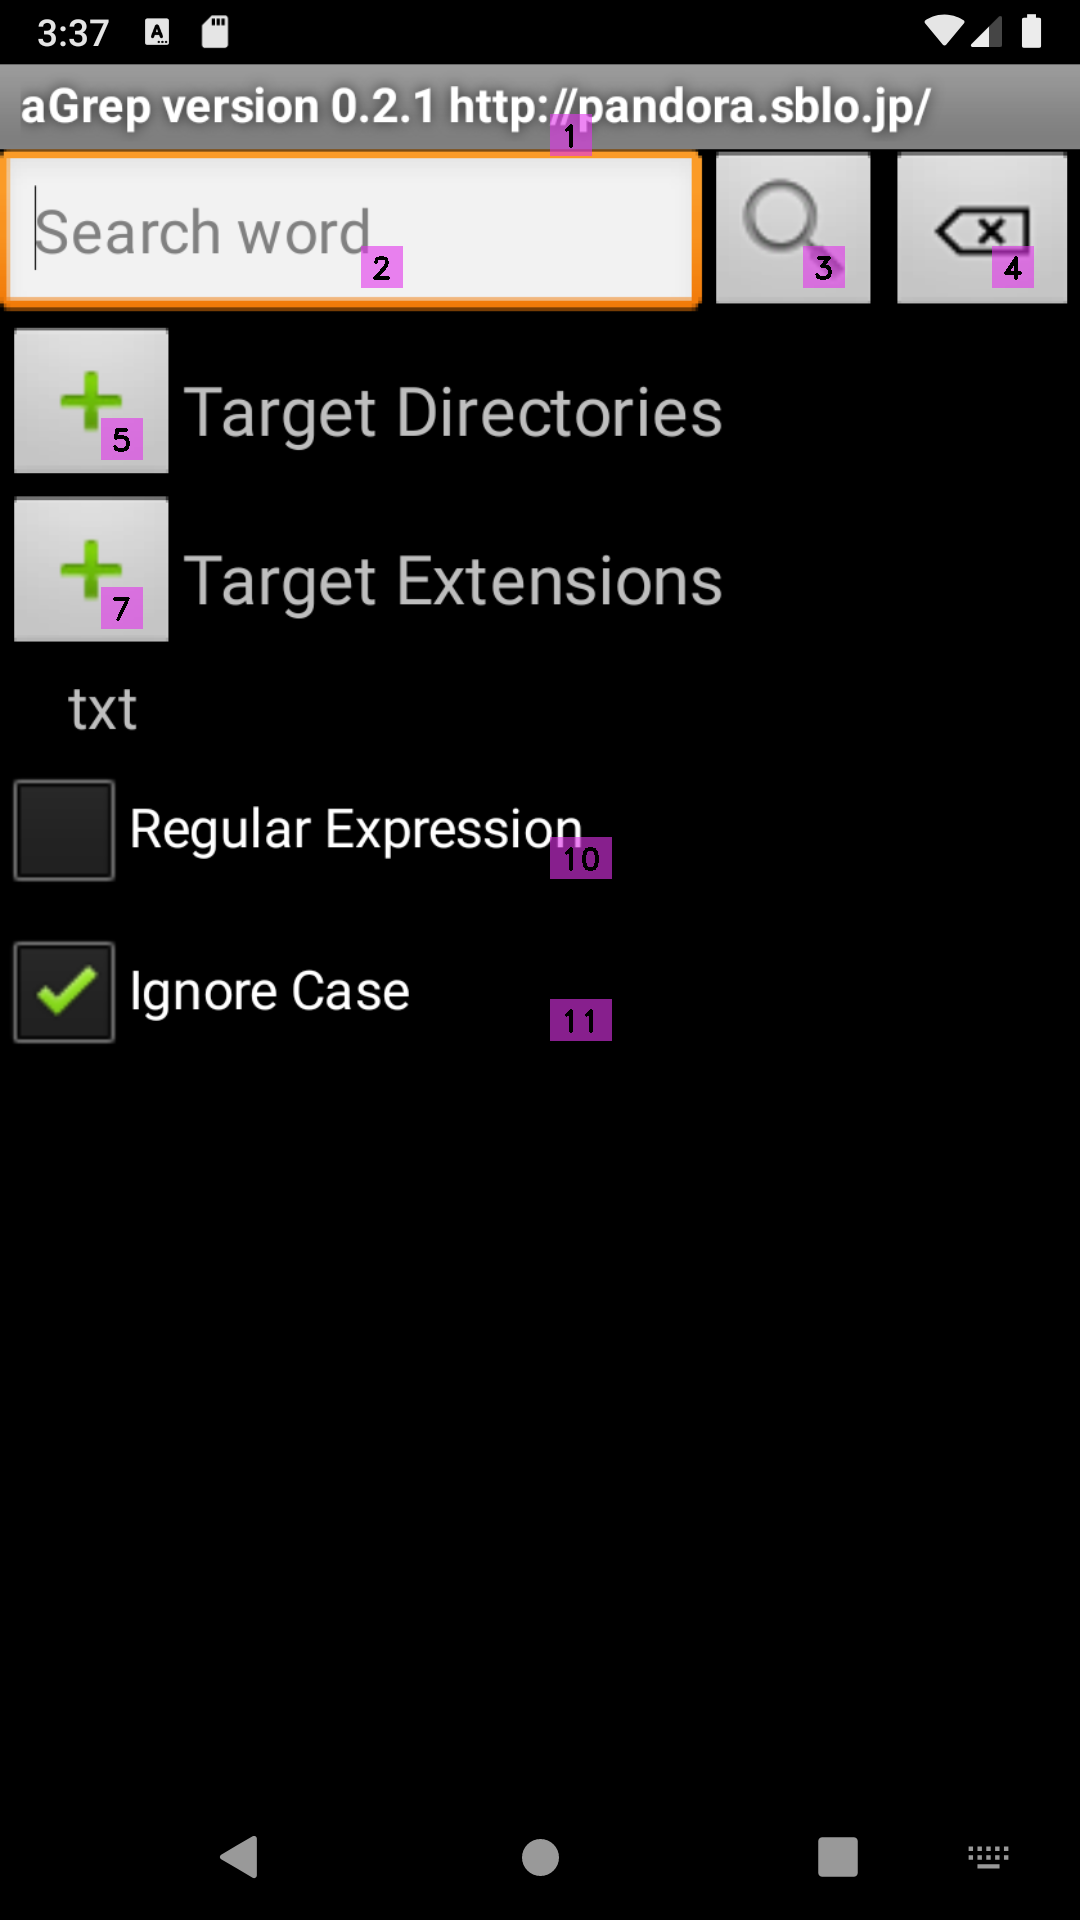 3:37
aGrep version 0.2.1 http://pandora.sblo.jp/
1
Search word
2
3
4
Target Directories
5
Target Extensions
7
txt
Regular Expression
10
Ignore Case
11